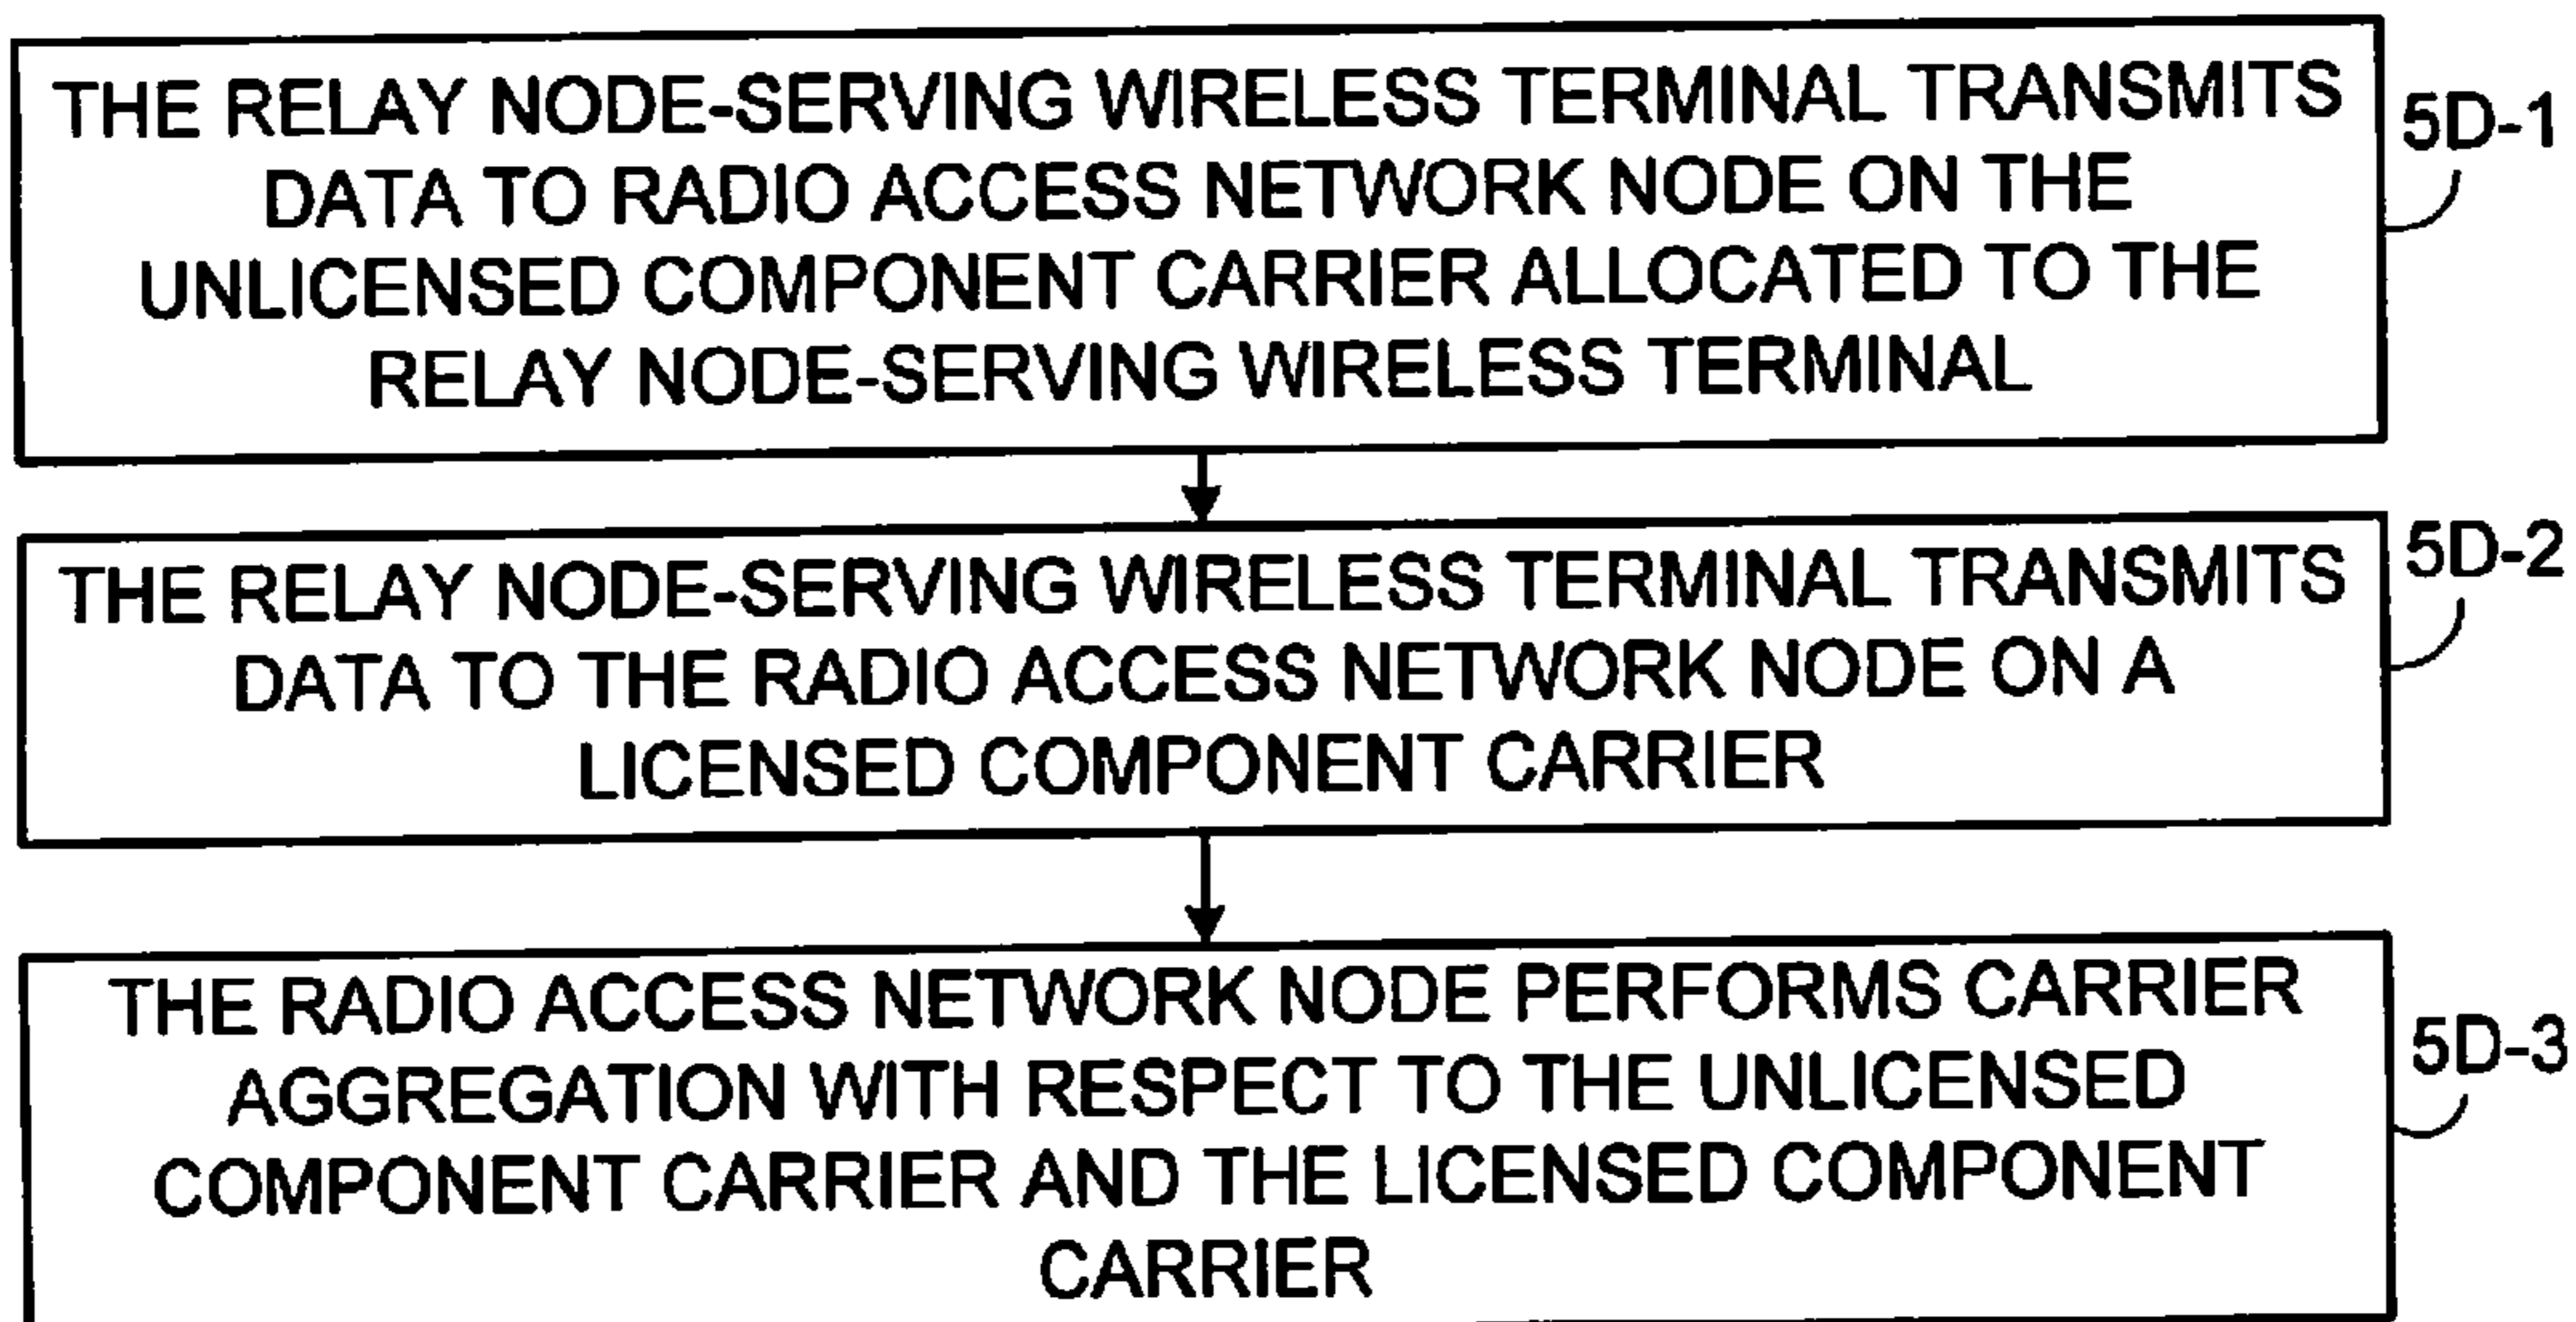 THE RELAY NODE-SERVING WIRELESS TERMINAL TRANSMITS
DATA TO RADIO ACCESS NETWORK NODE ON THE
UNLICENSED COMPONENT CARRIER ALLOCATED TO THE
RELAY NODE-SERVING WIRELESS TERMINAL
5D-1
THE RELAY NODE-SERVING WIRELESS TERMINAL TRANSMITS
DATA TO THE RADIO ACCESS NETWORK NODE ON A
LICENSED COMPONENT CARRIER
5D-2
THE RADIO ACCESS NETWORK NODE PERFORMS CARRIER
AGGREGATION WITH RESPECT TO THE UNLICENSED
COMPONENT CARRIER AND THE LICENSED COMPONENT
CARRIER
5D-3